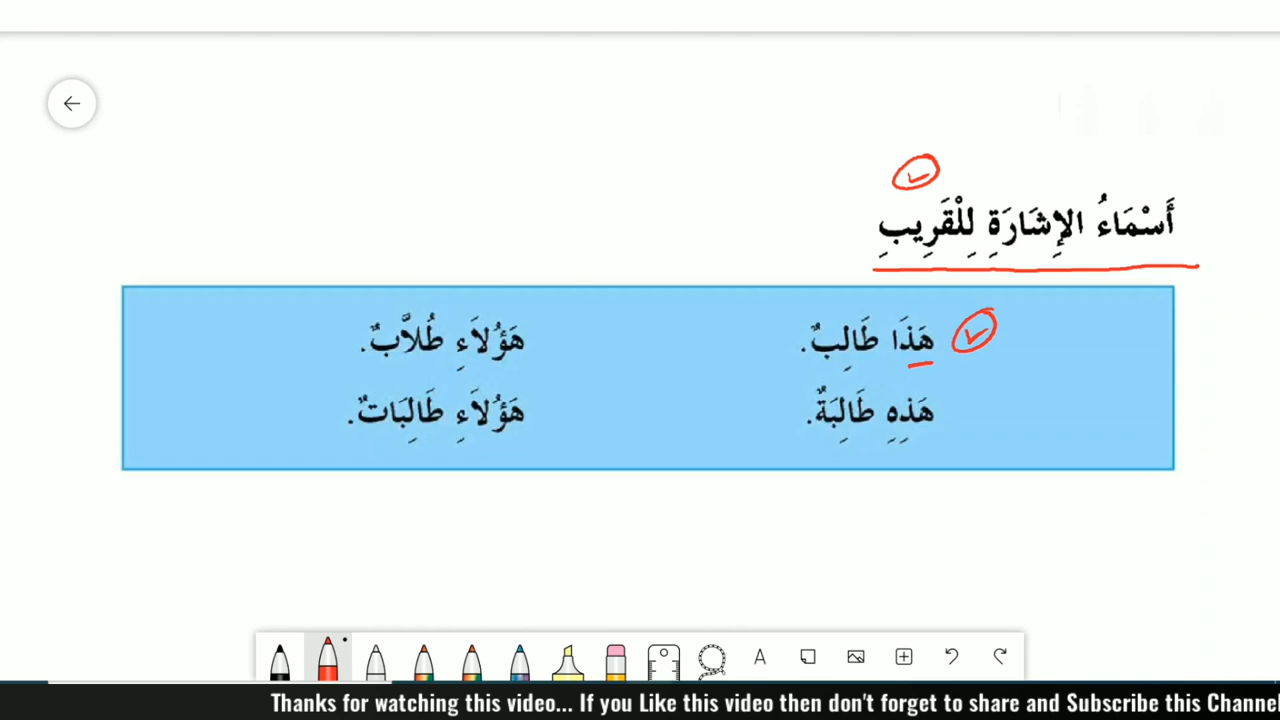 أَسْمَاءُ الإِشَارَةِ لِلْقَرِيبِ
هَذَا طَالِبٌ. هَؤُلاَءِ طُلاَّبٌ.
هَذِهِ طَالِبَةٌ. هَؤُلاَءِ طَالِبَاتٌ.
A
Thanks for watching this video... If you Like this video then don't forget to share and Subscribe this Channe